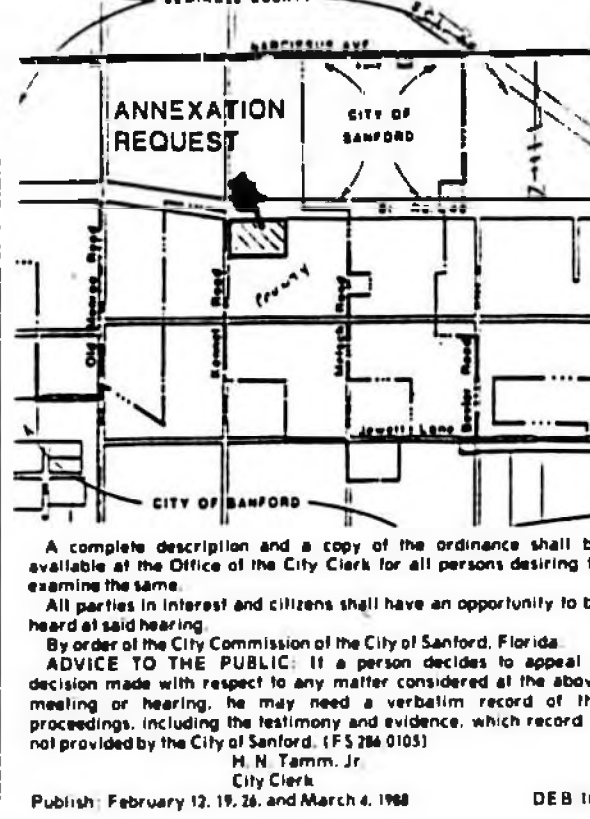 COUNTY
ANNEXATION
REQUEST
CITY OF
SANFORD
County
Old Road
Kennel Road
Road
Road
Jewett Lane
CITY OF SANFORD
A complete description and a copy of the ordinance shall b
available at the Office of the City Clerk for all persons desiring t
examine the same.
All parties in interest and citizens shall have an opportunity to b
heard at said hearing.
By order of the City Commission of the City of Sanford, Florida.
ADVICE TO THE PUBLIC: If a person decides to appeal
decision made with respect to any matter considered at the abov
meeting or hearing, he may need a verbatim record of th
proceedings, including the testimony and evidence, which record
not provided by the City of Sanford. (FS 286 0105)
H. N. Tamm, Jr
City Clerk
Publish: February 12, 19, 26, and March 4, 1988
DEB